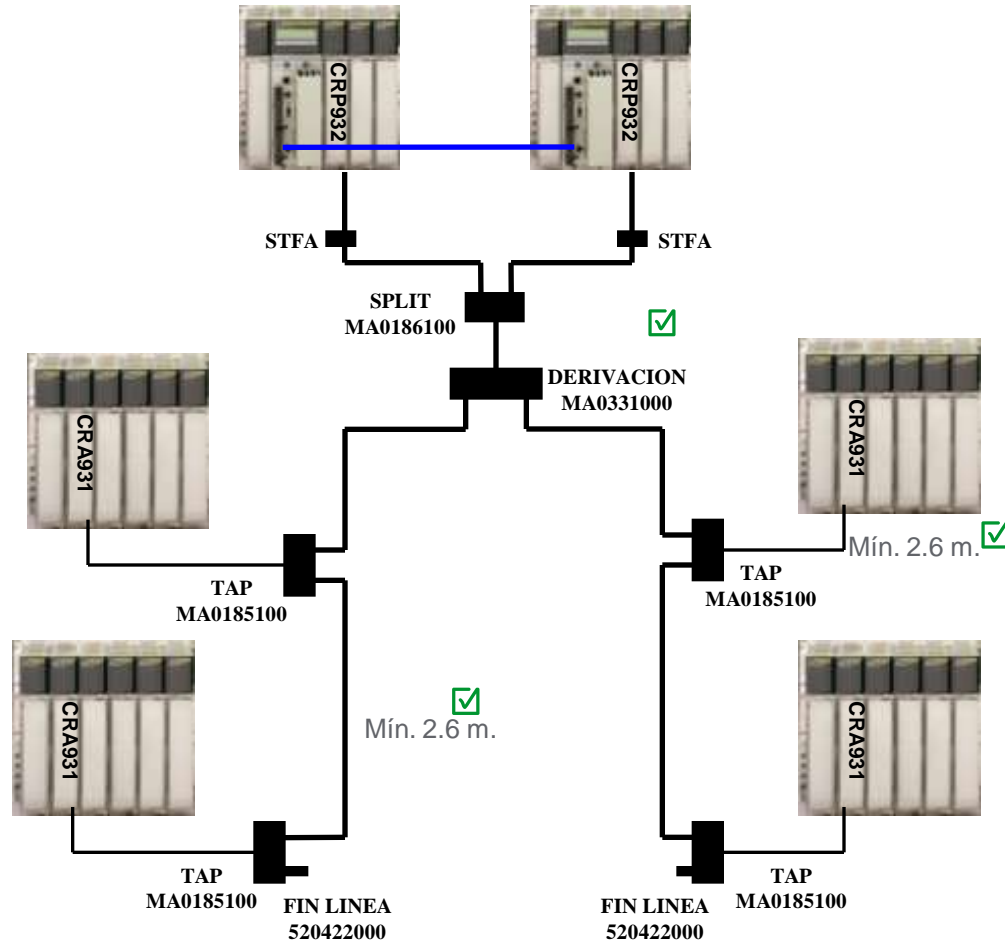 CRP932
CRP932
STFA
STFA
SPLIT
MA0186100
DERIVACION
MA0331000
CRA931
CRA931
Mín. 2.6 m.
TAP
MA0185100
TAP
MA0185100
CRA931
CRA931
Mín. 2.6 m.
TAP
MA0185100
FIN LINEA
520422000
FIN LINEA
520422000
TAP
MA0185100